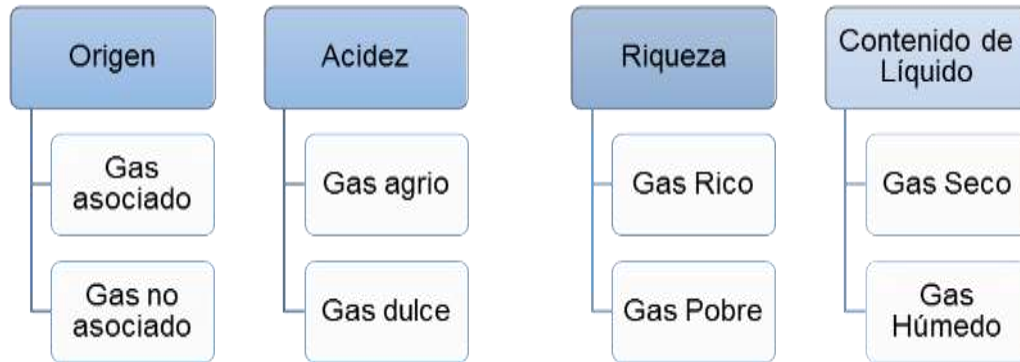 Origen
Gas
asociado
Gas no
asociado
Acidez
Gas agrio
Gas dulce
Riqueza
Gas Rico
Gas Pobre
Contenido de
Líquido
Gas Seco
Gas
Húmedo